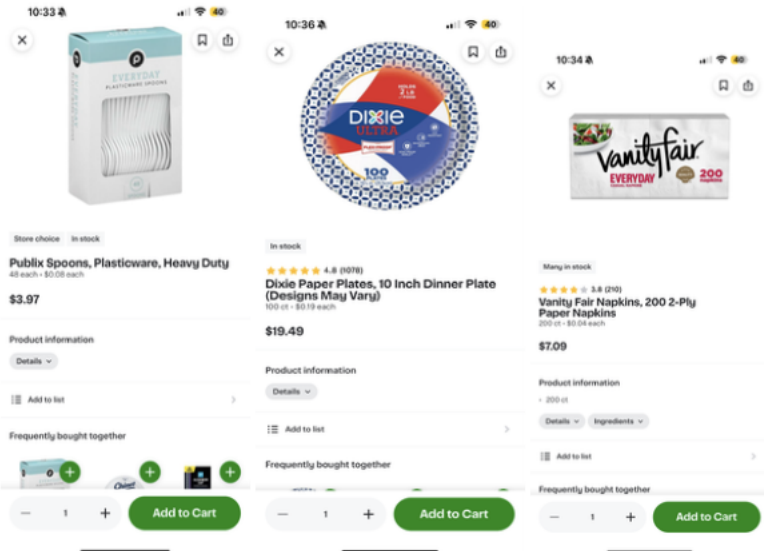 10:33
40
EVERYDAY
PLASTICWARE SPOONS
Store choice
In stock
Publix Spoons, Plasticware, Heavy Duty
48 each • $0.08 each
$3.97
Product information
Details
Add to list
Frequently bought together
1
Add to Cart
10:36
40
HOLDS
2 LB
DIXIE
ULTRA
100
In stock
4.8 (1078)
Dixie Paper Plates, 10 Inch Dinner Plate
(Designs May Vary)
100 ct • $0.19 each
$19.49
Product information
Details
Add to list
Frequently bought together
1
Add to Cart
10:34
40
Vanity Fair
EVERYDAY
200
napkins
Many in stock
3.8 (210)
Vanity Fair Napkins, 200 2-Ply
Paper Napkins
200 ct • $0.04 each
$7.09
Product information
200 ct
Details
Ingredients
Add to list
Frequently bought together
1
Add to Cart